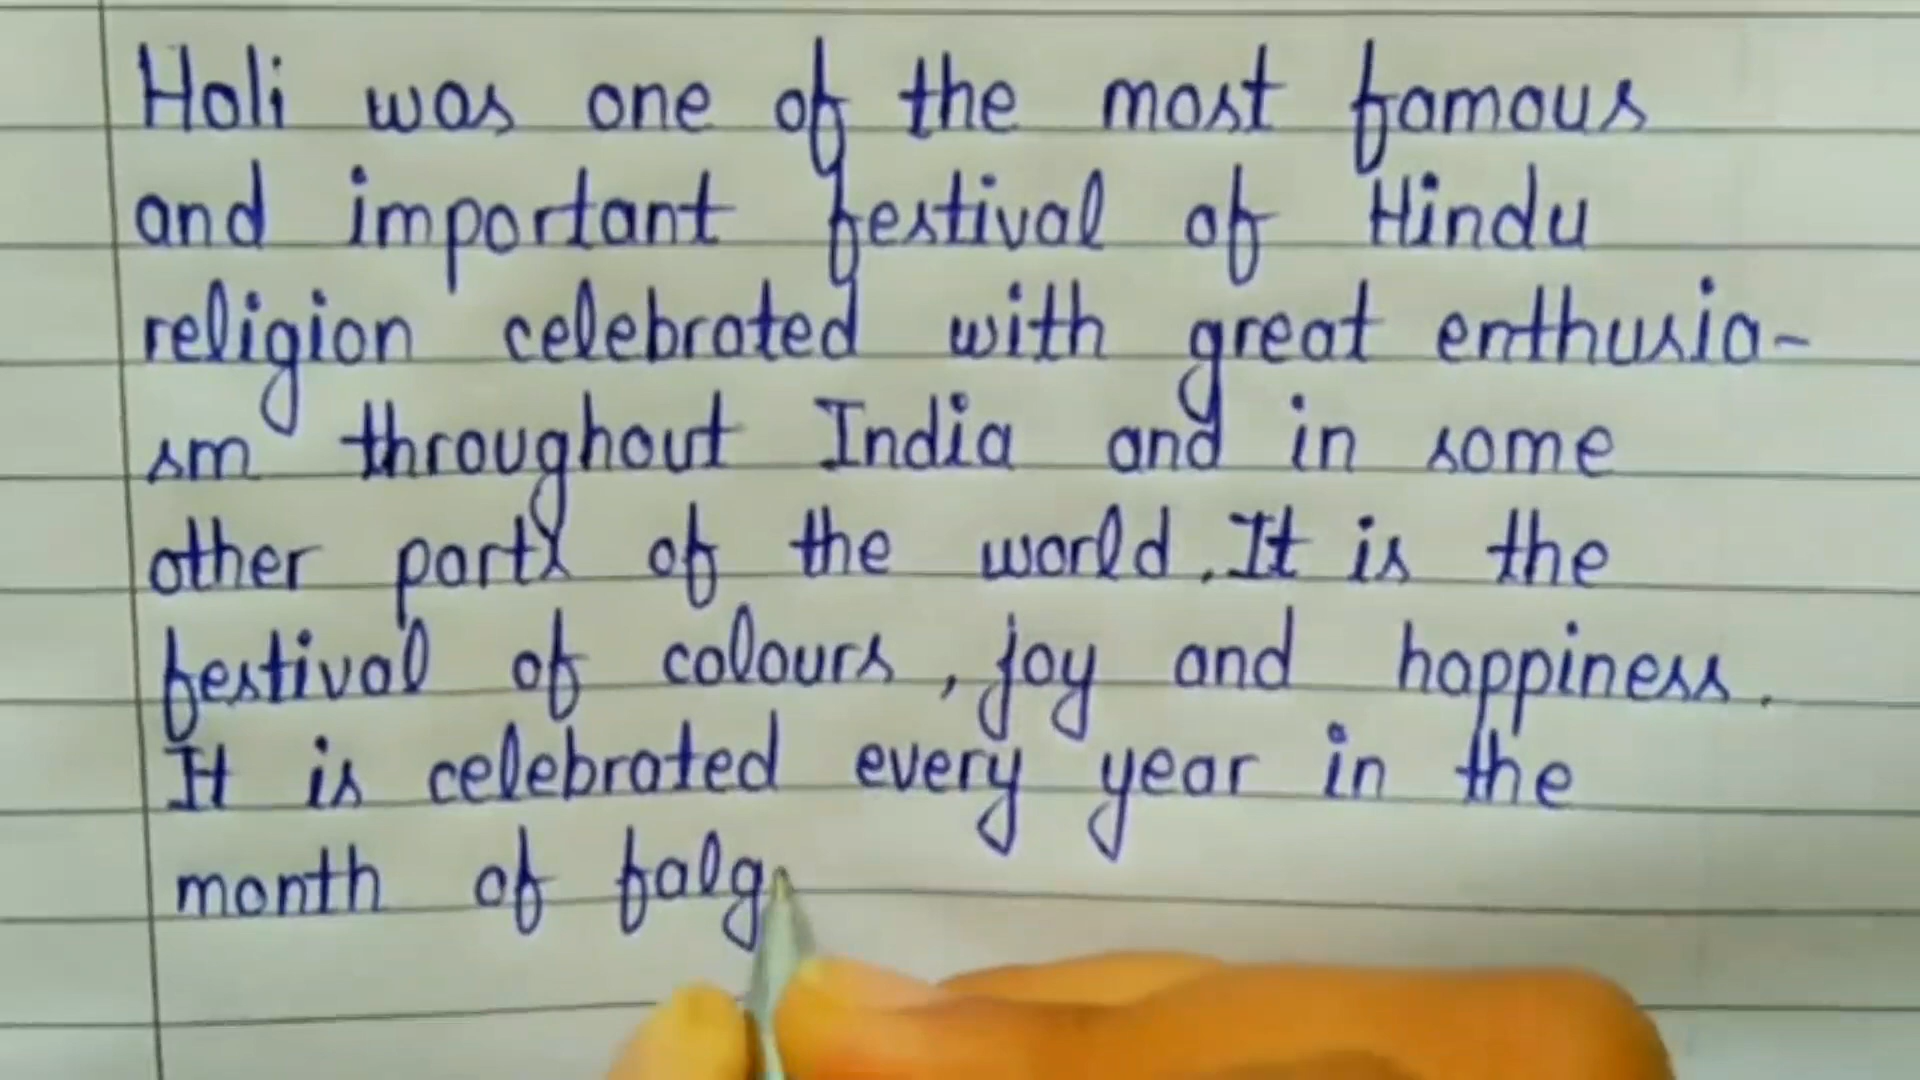 Holi was one of the most famous
and important festival of Hindu
religion celebrated with great enthusia-
sm throughout India and in some
other parts of the world. It is the
festival of colours, joy and happiness.
It is celebrated every year in the
month of falg